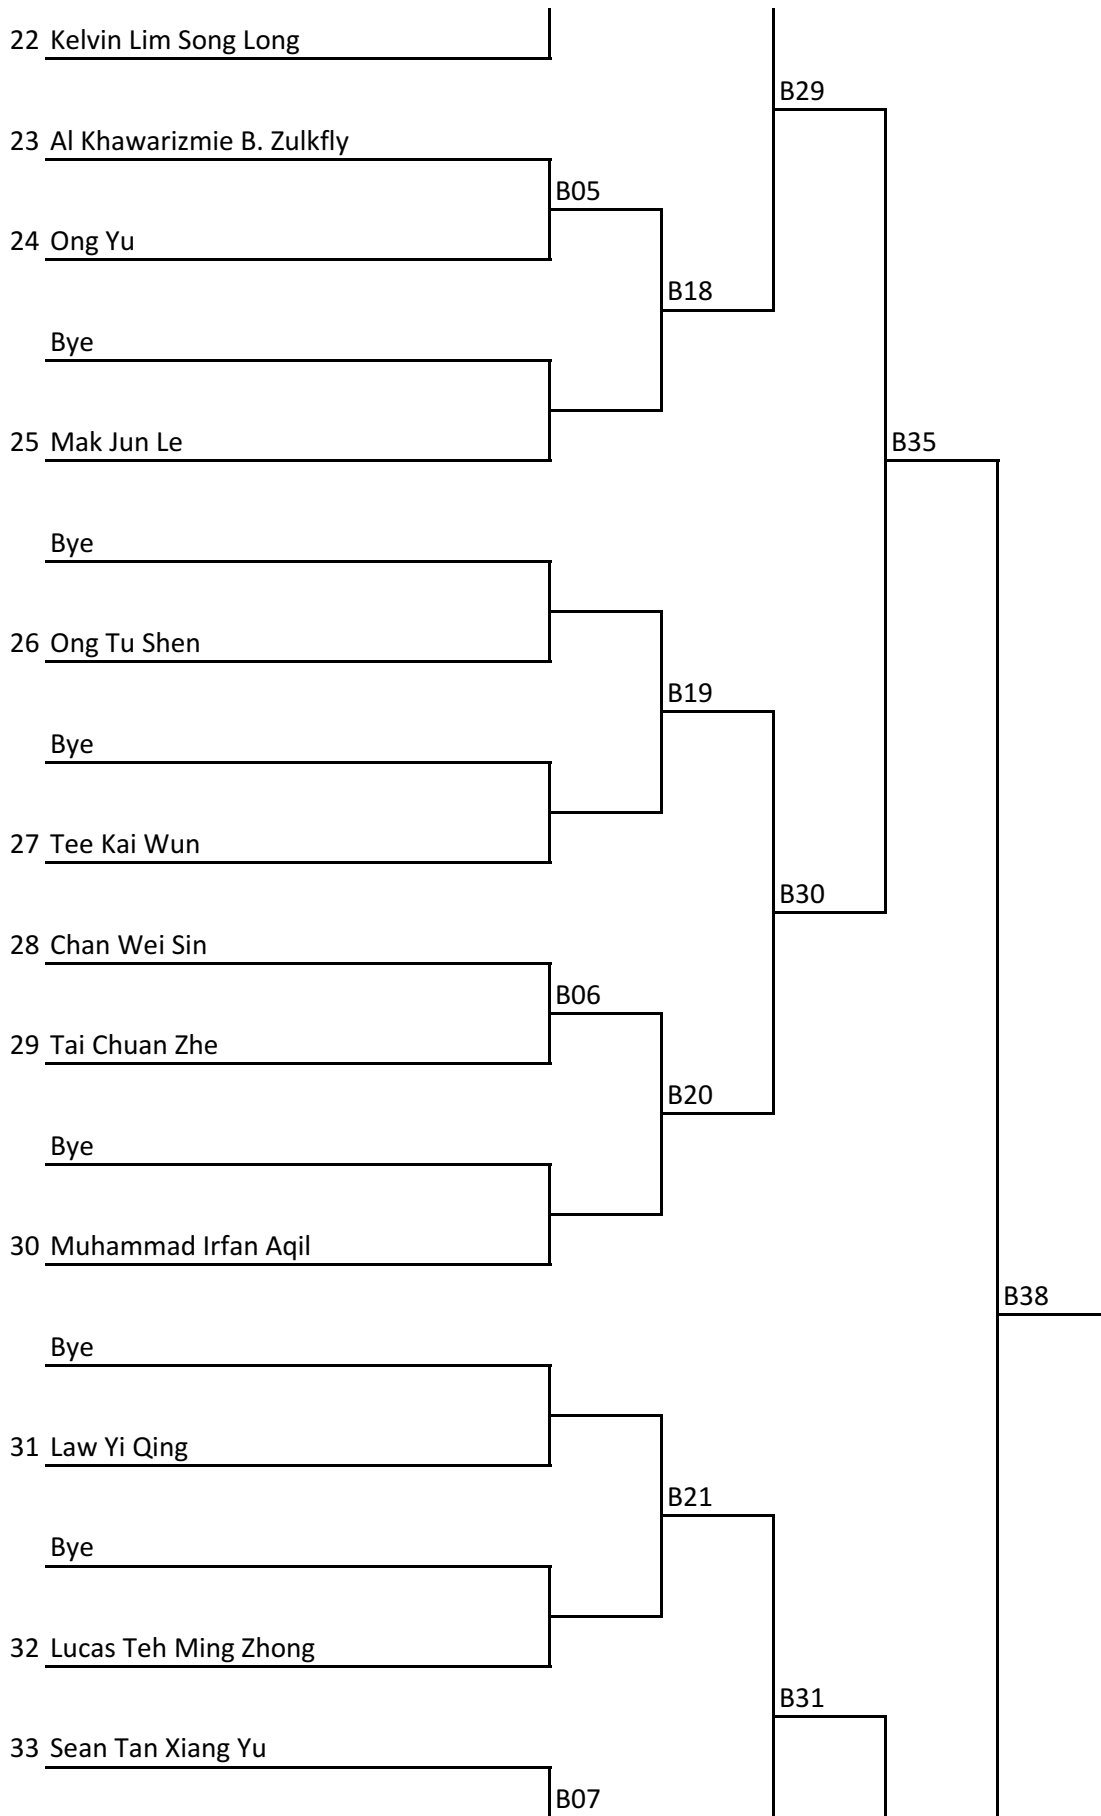 22 Kelvin Lim Song Long
B29
23 Al Khawarizmie B. Zulkfly
B05
24 Ong Yu
B18
Bye
25 Mak Jun Le
B35
Bye
26 Ong Tu Shen
B19
Bye
27 Tee Kai Wun
B30
28 Chan Wei Sin
B06
29 Tai Chuan Zhe
B20
Bye
30 Muhammad Irfan Aqil
B38
Bye
31 Law Yi Qing
B21
Bye
32 Lucas Teh Ming Zhong
B31
33 Sean Tan Xiang Yu
B07